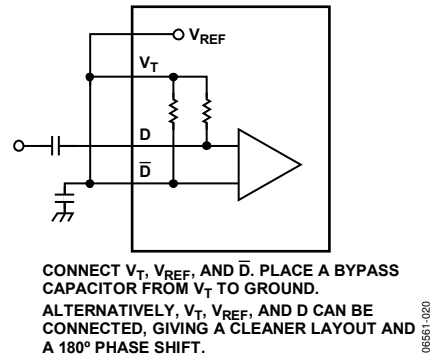 VREF
VT
D
D̅
CONNECT VT, VREF, AND D̅. PLACE A BYPASS
CAPACITOR FROM VT TO GROUND.
ALTERNATIVELY, VT, VREF, AND D CAN BE
CONNECTED, GIVING A CLEANER LAYOUT AND
A 180º PHASE SHIFT.
06561-020